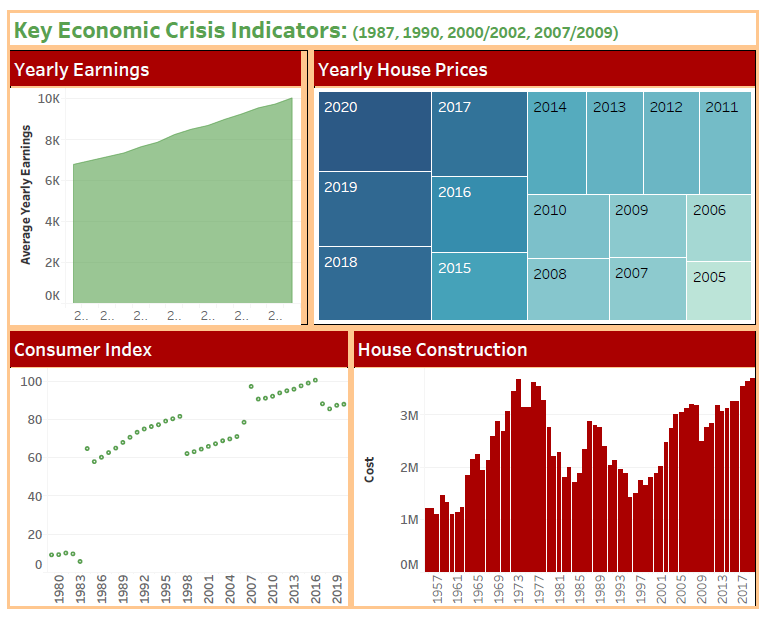 Key Economic Crisis Indicators: (1987, 1990, 2000/2002, 2007/2009)
Yearly Earnings
Average Yearly Earnings
10K
8K
6K
4K
2K
0K
2.. 2.. 2.. 2.. 2.. 2.. 2..
Yearly House Prices
2020 2017 2014 2013 2012 2011
2019 2016
2010 2009 2006
2018 2015 2008 2007 2005
Consumer Index
100
80
60
40
20
0
1980 1983 1986 1989 1992 1995 1998 2001 2004 2007 2010 2013 2016 2019
House Construction
Cost
3M
2M
1M
0M
1957 1961 1965 1969 1973 1977 1981 1985 1989 1993 1997 2001 2005 2009 2013 2017